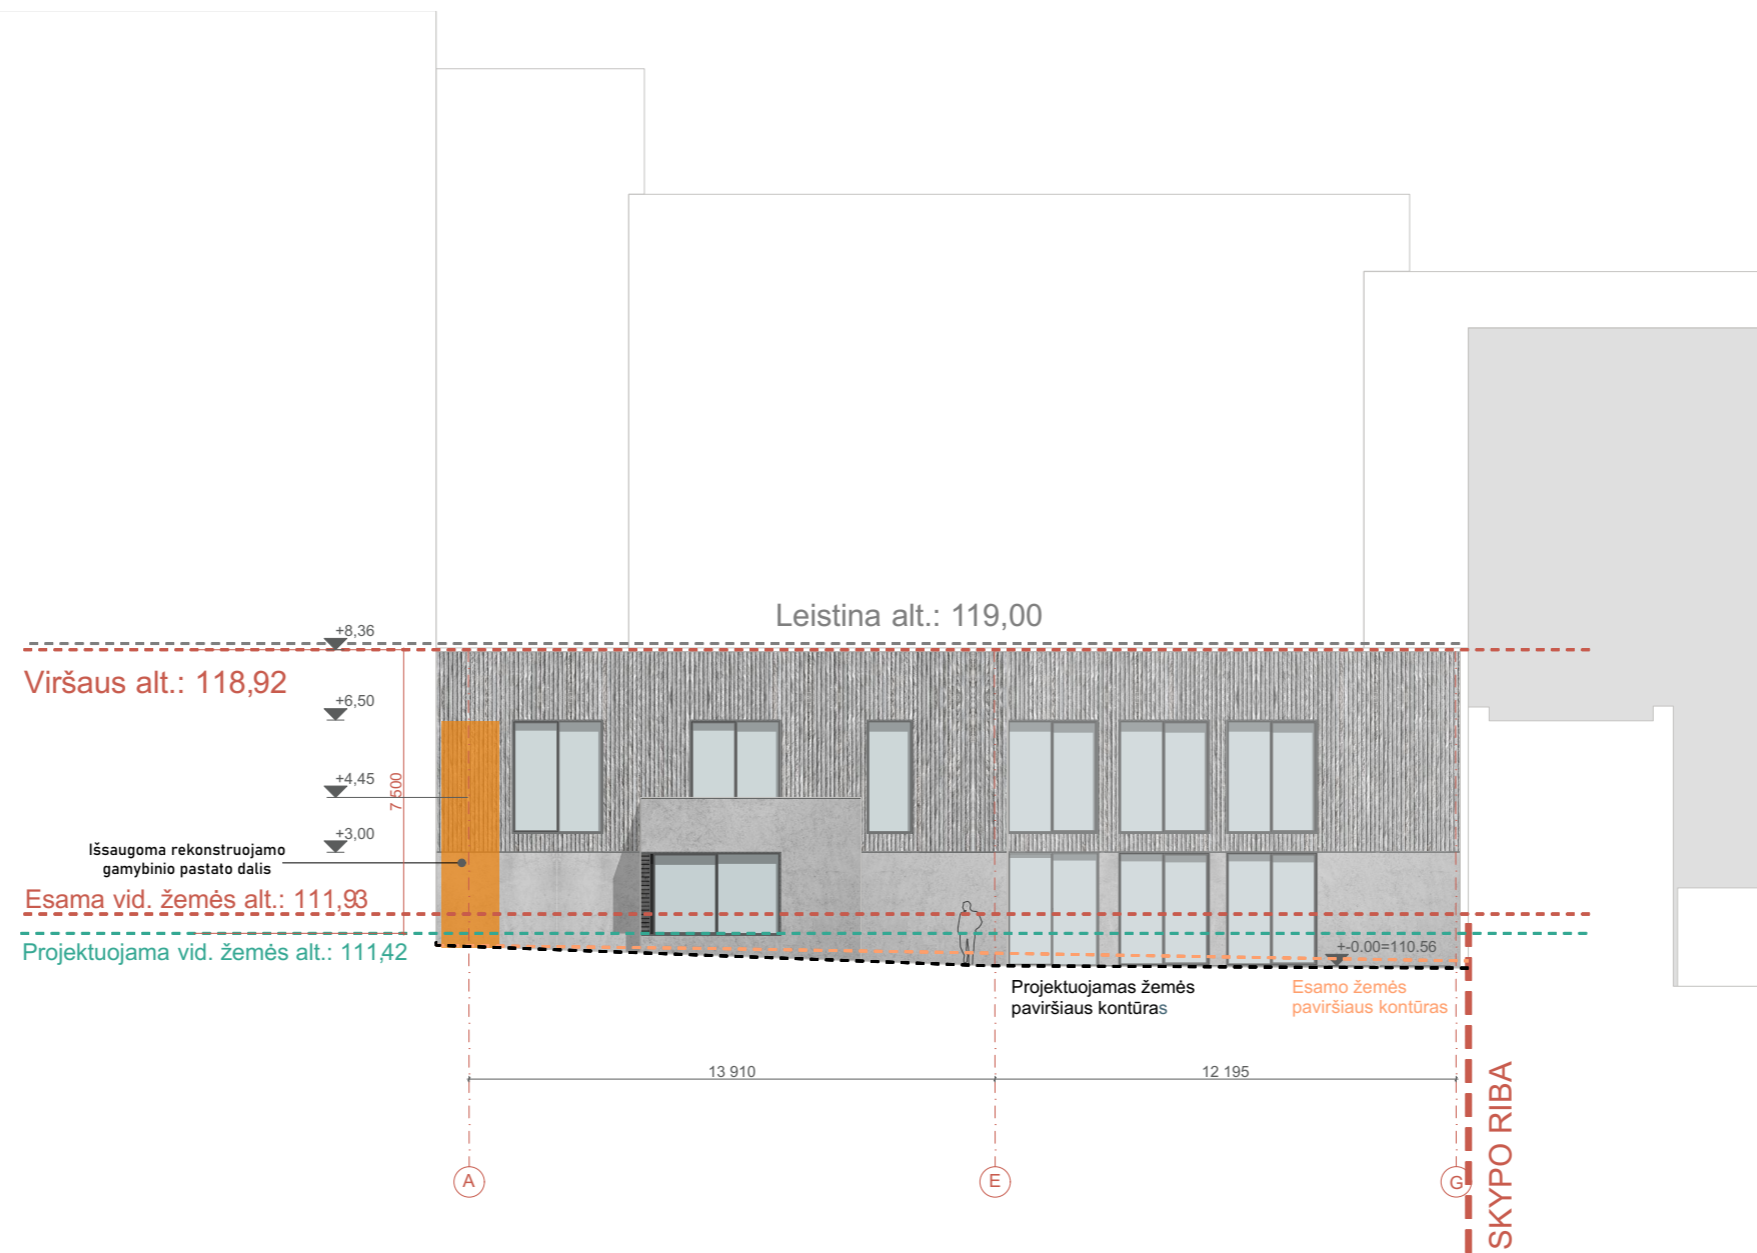 Leistina alt.: 119,00
+8,36
Viršaus alt.: 118,92
+6,50
+4,45
7 500
+3,00
Išsaugoma rekonstruojamo
gamybinio pastato dalis
Esama vid. žemės alt.: 111,93
Projektuojama vid. žemės alt.: 111,42
+-0.00=110.56
Projektuojamas žemės
paviršiaus kontūras
Esamo žemės
paviršiaus kontūras
13 910
12 195
A
E
G
SKYPO RIBA